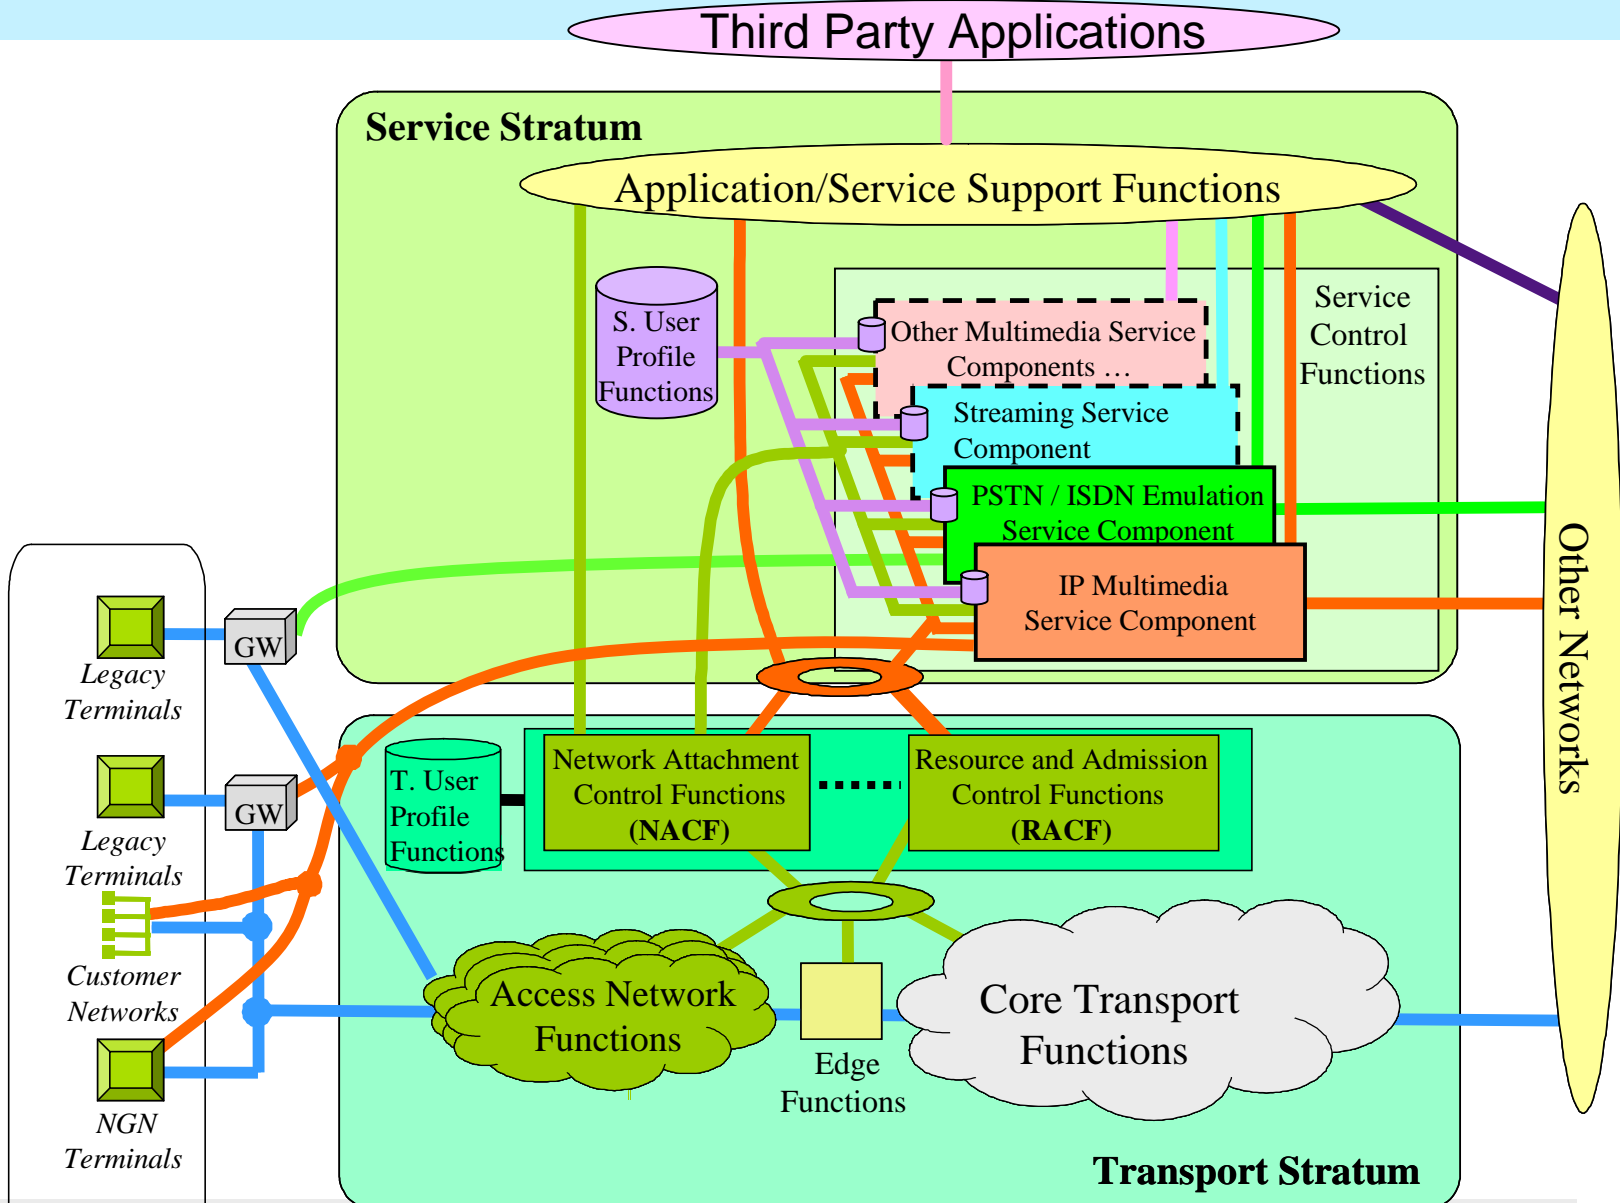 Third Party Applications
Service Stratum
Application/Service Support Functions
S. User
Profile
Functions
Service
Control
Functions
Other Multimedia Service
Components …
Streaming Service
Component
PSTN / ISDN Emulation
Service Component
IP Multimedia
Service Component
Other Networks
GW
Legacy
Terminals
GW
Legacy
Terminals
Customer
Networks
NGN
Terminals
T. User
Profile
Functions
Network Attachment
Control Functions
(NACF)
Resource and Admission
Control Functions
(RACF)
Access Network
Functions
Edge
Functions
Core Transport
Functions
Transport Stratum